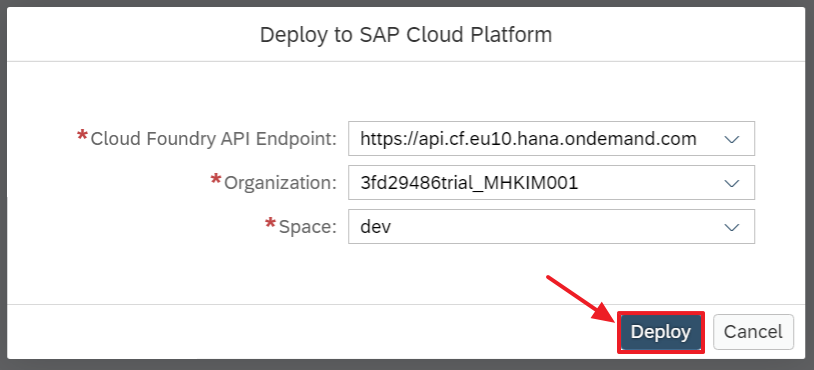 Deploy to SAP Cloud Platform
*Cloud Foundry API Endpoint: https://api.cf.eu10.hana.ondemand.com
*Organization: 3fd29486trial_MHKIM001
*Space: dev
Deploy Cancel